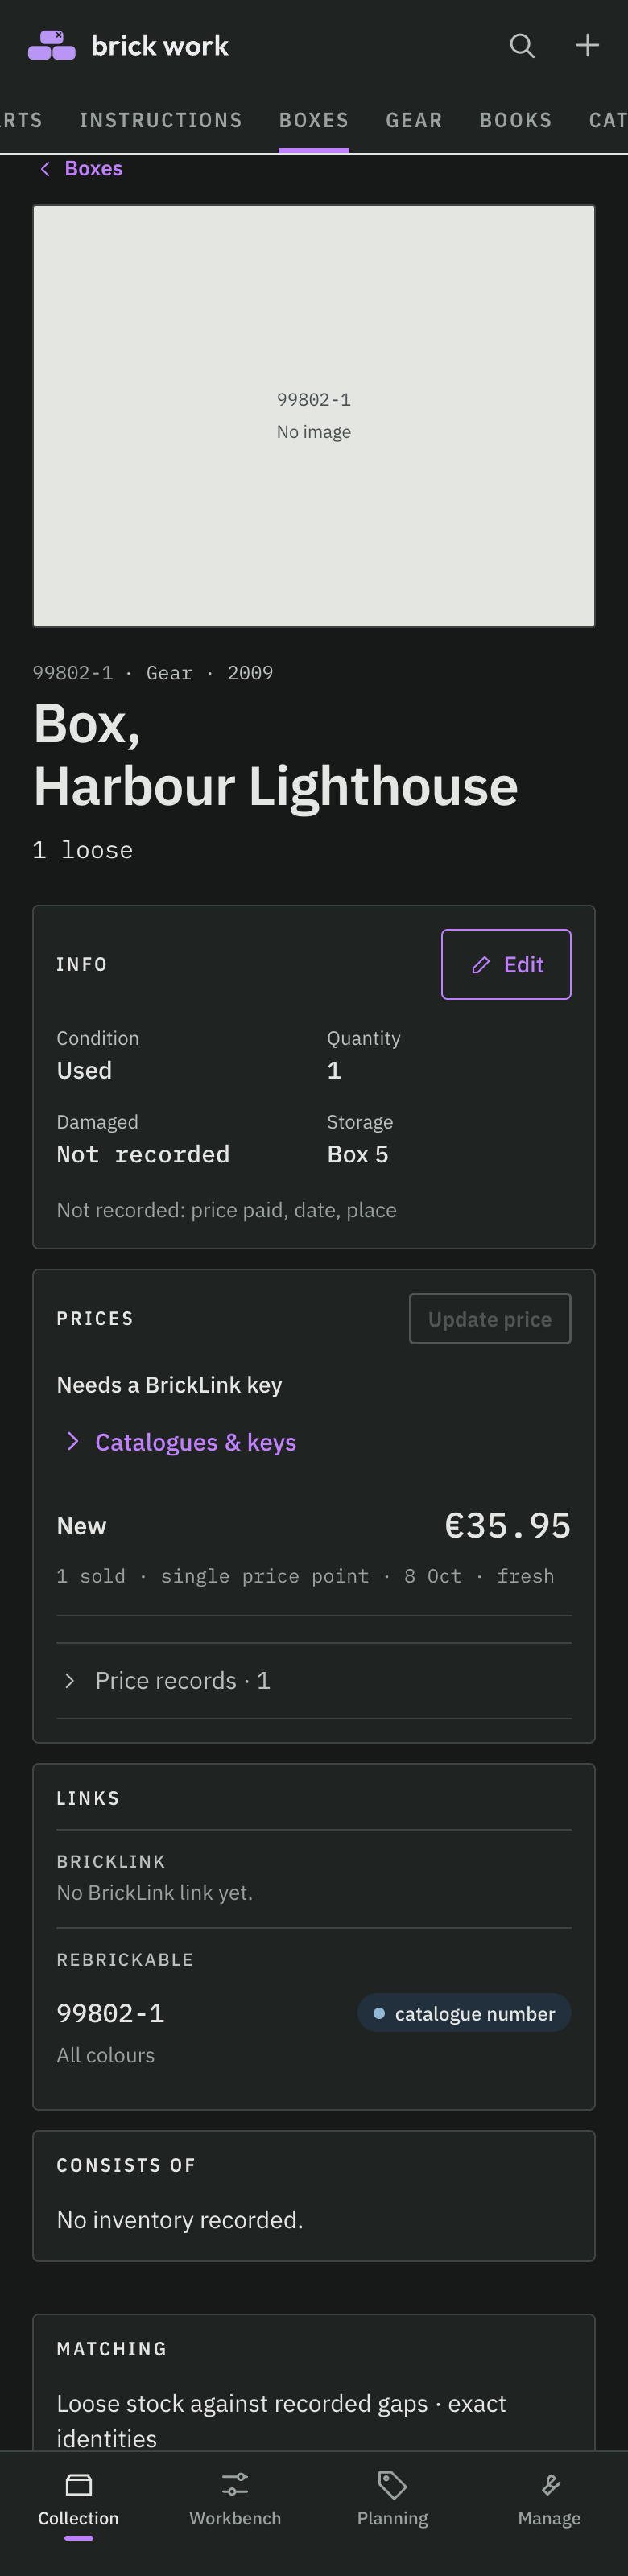 brick work
RTS INSTRUCTIONS BOXES GEAR BOOKS CAT
Boxes
99802-1
No image
99802-1 · Gear · 2009
Box,
Harbour Lighthouse
1 loose
INFO
Edit
Condition
Used
Quantity
1
Damaged
Not recorded
Storage
Box 5
Not recorded: price paid, date, place
PRICES
Update price
Needs a BrickLink key
Catalogues & keys
New
€35.95
1 sold · single price point · 8 Oct · fresh
Price records · 1
LINKS
BRICKLINK
No BrickLink link yet.
REBRICKABLE
99802-1
catalogue number
All colours
CONSISTS OF
No inventory recorded.
MATCHING
Loose stock against recorded gaps · exact
identities
Collection
Workbench
Planning
Manage